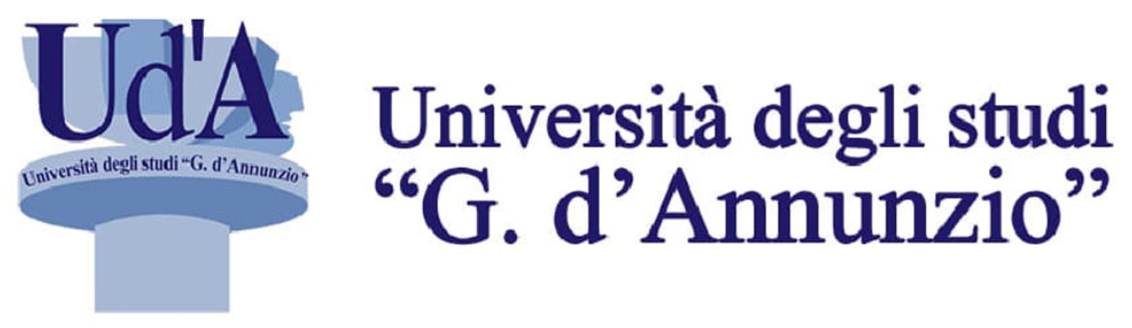 Ud'A
Università degli studi “G. d’Annunzio”
Università degli studi
“G. d’Annunzio”